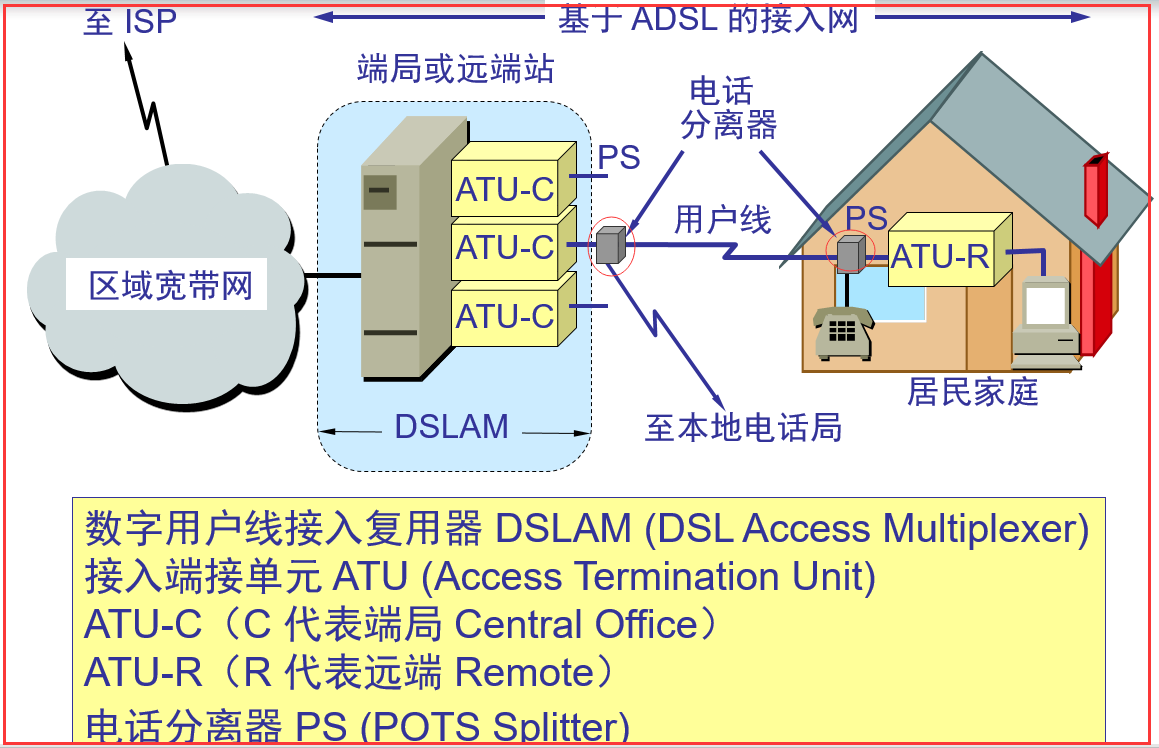 至 ISP
基于 ADSL 的接入网
端局或远端站
电话
分离器
PS
ATU-C
用户线
PS
ATU-C
ATU-R
区域宽带网
ATU-C
居民家庭
DSLAM
至本地电话局
数字用户线接入复用器 DSLAM (DSL Access Multiplexer)
接入端接单元 ATU (Access Termination Unit)
ATU-C（C 代表端局 Central Office）
ATU-R（R 代表远端 Remote）
电话分离器 PS (POTS Splitter)